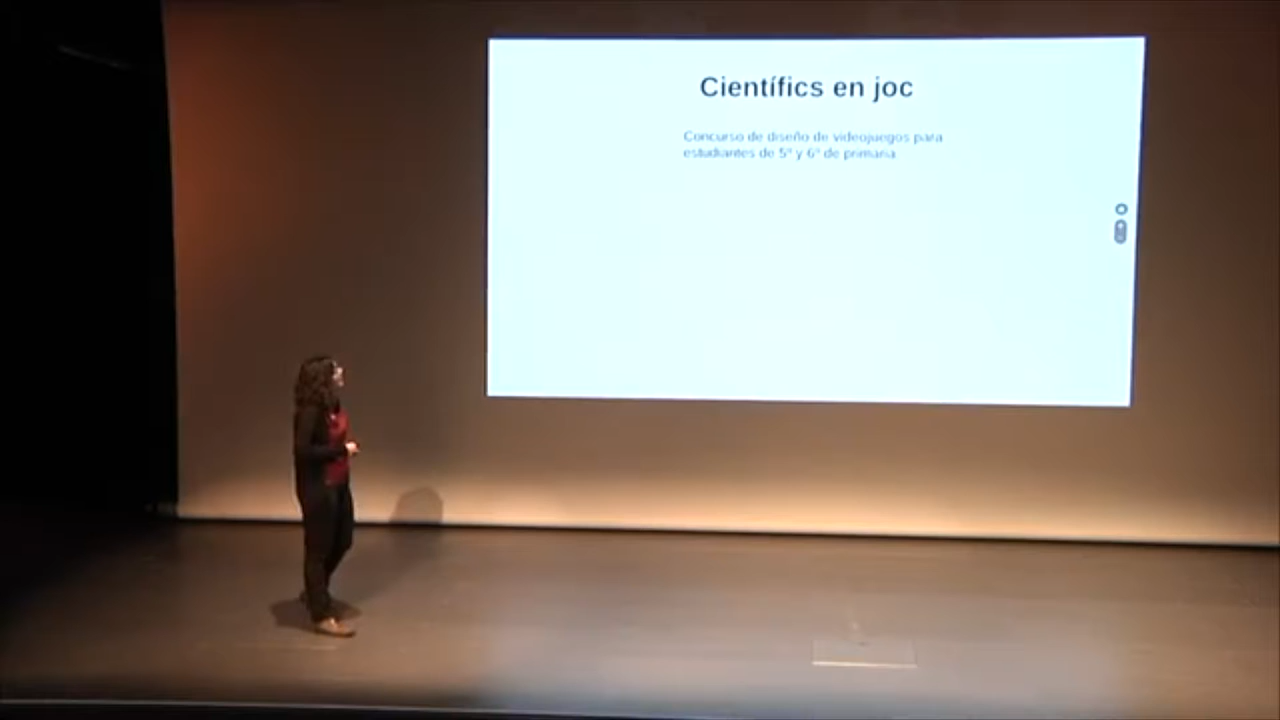 Científics en joc
Concurso de diseño de videojuegos para
estudiantes de 5º y 6º de primaria